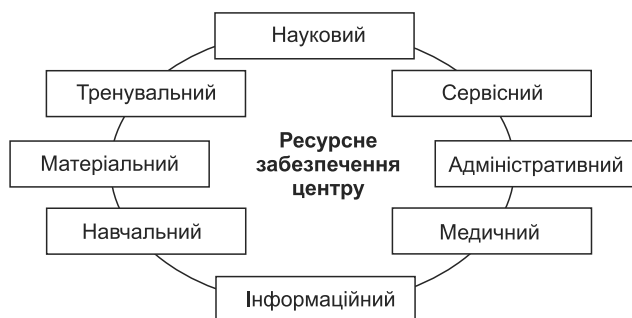 Науковий
Тренувальний
Сервісний
Ресурсне
забезпечення
центру
Матеріальний
Адміністративний
Навчальний
Медичний
Інформаційний